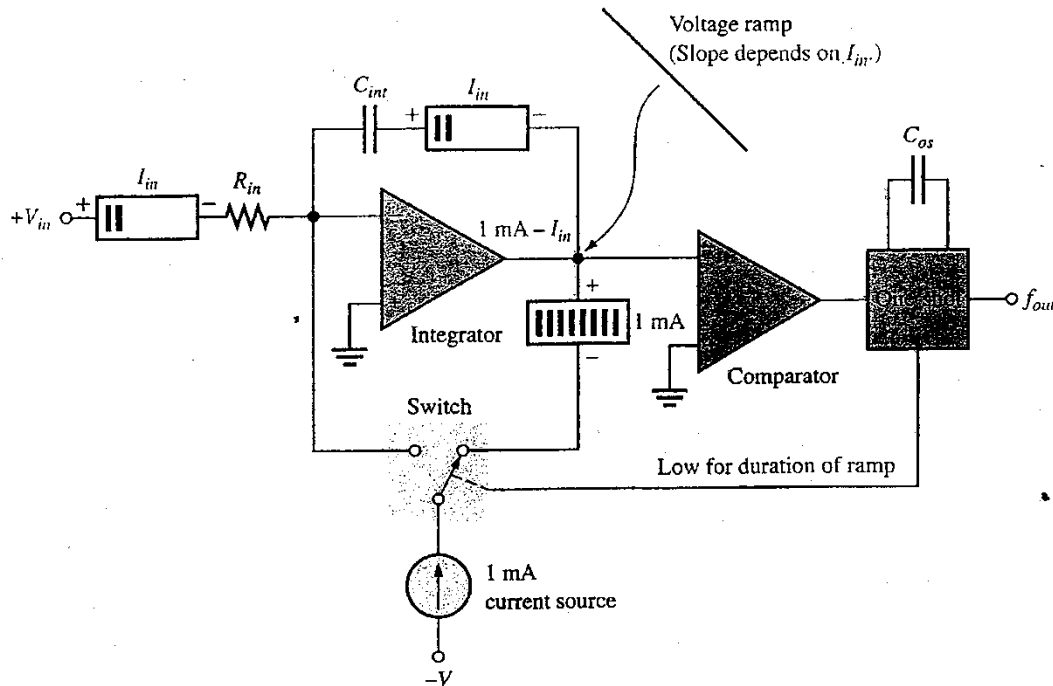 Voltage ramp
(Slope depends on I_in.)
C_int
I_in
+ −
C_os
I_in
R_in
+V_in
+ −
1 mA − I_in
+
1 mA
−
f_out
Integrator
Comparator
Switch
Low for duration of ramp
1 mA
current source
−V